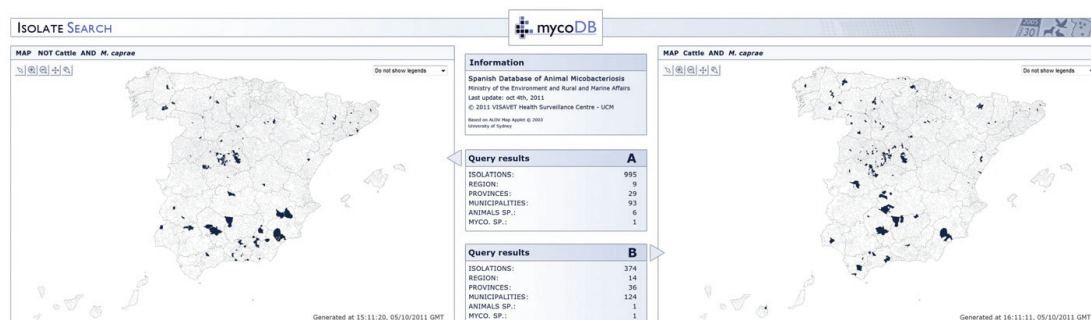 ISOLATE SEARCH
mycoDB
2005
30
MAP NOT Cattle AND M. caprae
Do not show legends
Generated at 15:11:20, 05/10/2011 GMT
Information
Spanish Database of Animal Micobacteriosis
Ministry of the Environment and Rural and Marine Affairs
Last update: oct 4th, 2011
© 2011 VISAVET Health Surveillance Centre - UCM
Based on ALOV Map Applet © 2003
University of Sydney
Query results A
ISOLATIONS: 995
REGION: 9
PROVINCES: 29
MUNICIPALITIES: 93
ANIMALS SP.: 6
MYCO. SP.: 1
Query results B
ISOLATIONS: 374
REGION: 14
PROVINCES: 36
MUNICIPALITIES: 124
ANIMALS SP.: 1
MYCO. SP.: 1
MAP Cattle AND M. caprae
Do not show legends
Generated at 16:11:11, 05/10/2011 GMT